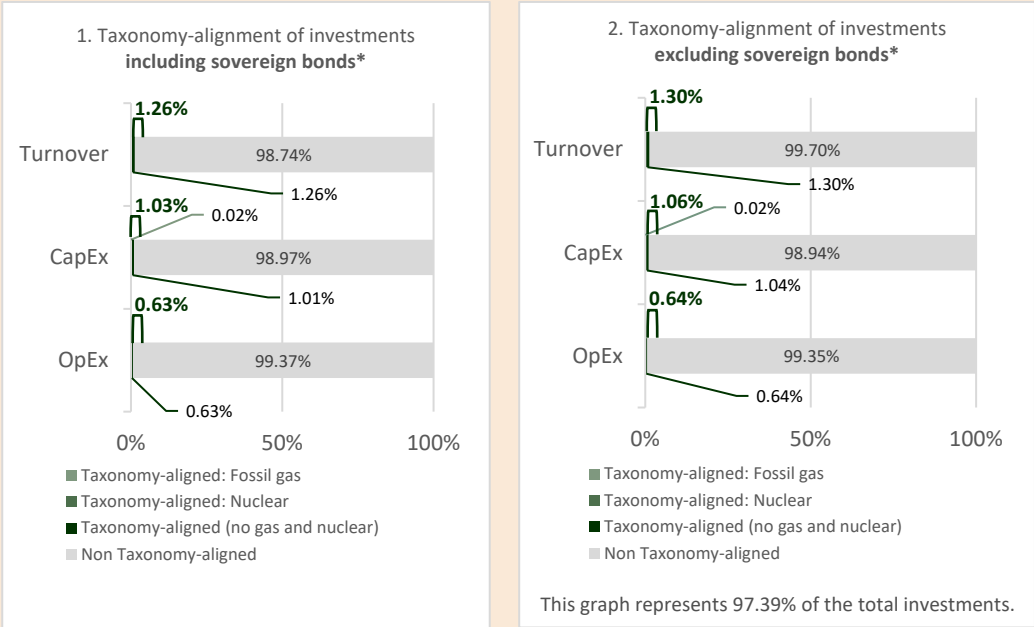 1. Taxonomy-alignment of investments
including sovereign bonds*
1.26%
Turnover
98.74%
1.26%
1.03%
0.02%
CapEx
98.97%
1.01%
0.63%
OpEx
99.37%
0.63%
0% 50% 100%
Taxonomy-aligned: Fossil gas
Taxonomy-aligned: Nuclear
Taxonomy-aligned (no gas and nuclear)
Non Taxonomy-aligned
2. Taxonomy-alignment of investments
excluding sovereign bonds*
1.30%
Turnover
99.70%
1.30%
1.06%
0.02%
CapEx
98.94%
1.04%
0.64%
OpEx
99.35%
0.64%
0% 50% 100%
Taxonomy-aligned: Fossil gas
Taxonomy-aligned: Nuclear
Taxonomy-aligned (no gas and nuclear)
Non Taxonomy-aligned
This graph represents 97.39% of the total investments.